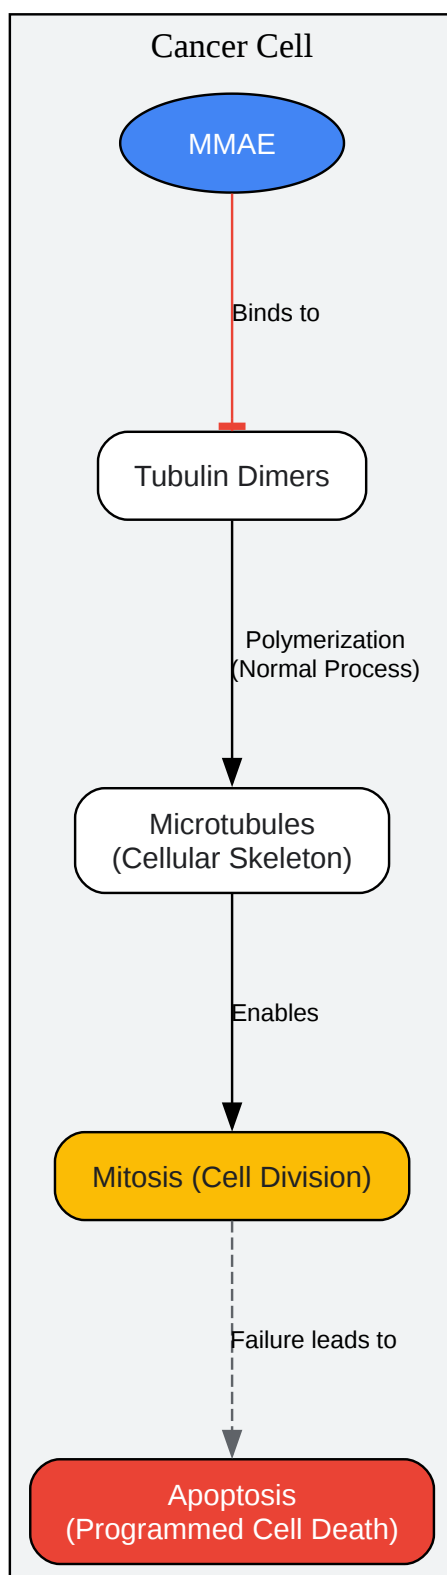 Cancer Cell
MMAE
Binds to
Tubulin Dimers
Polymerization
(Normal Process)
Microtubules
(Cellular Skeleton)
Enables
Mitosis (Cell Division)
Failure leads to
Apoptosis
(Programmed Cell Death)